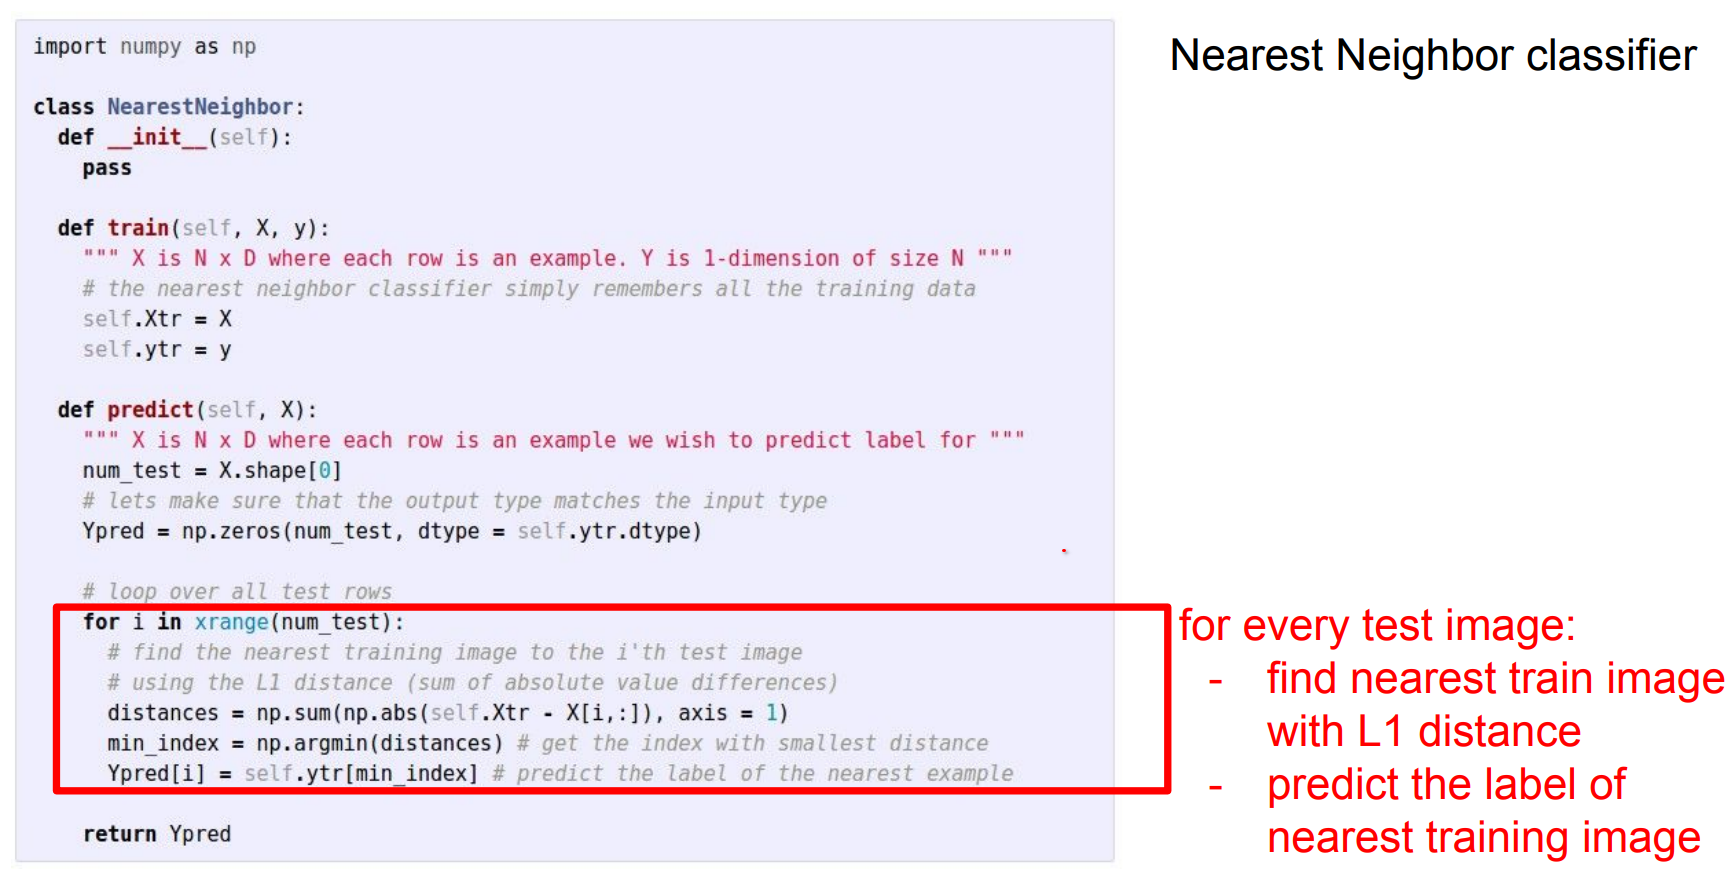 import numpy as np

class NearestNeighbor:
  def __init__(self):
    pass

  def train(self, X, y):
    """ X is N x D where each row is an example. Y is 1-dimension of size N """
    # the nearest neighbor classifier simply remembers all the training data
    self.Xtr = X
    self.ytr = y

  def predict(self, X):
    """ X is N x D where each row is an example we wish to predict label for """
    num_test = X.shape[0]
    # lets make sure that the output type matches the input type
    Ypred = np.zeros(num_test, dtype = self.ytr.dtype)

    # loop over all test rows
    for i in xrange(num_test):
      # find the nearest training image to the i'th test image
      # using the L1 distance (sum of absolute value differences)
      distances = np.sum(np.abs(self.Xtr - X[i,:]), axis = 1)
      min_index = np.argmin(distances) # get the index with smallest distance
      Ypred[i] = self.ytr[min_index] # predict the label of the nearest example

    return Ypred
Nearest Neighbor classifier
for every test image:
- find nearest train image
with L1 distance
- predict the label of
nearest training image